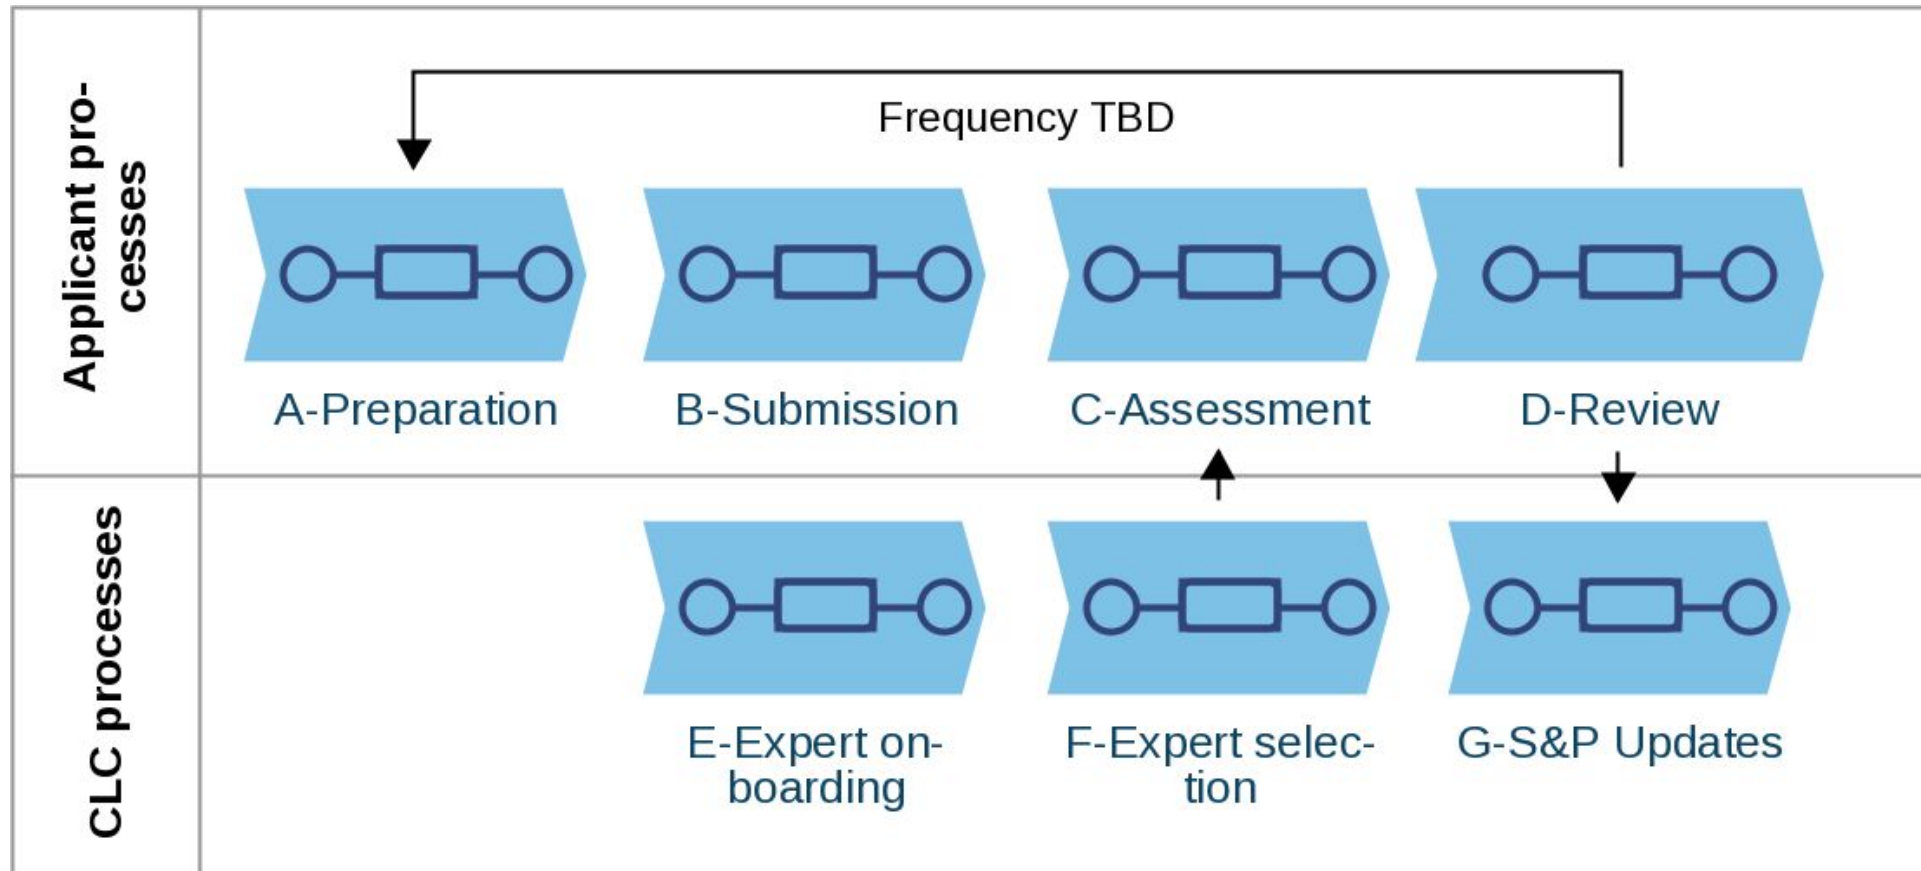 Applicant pro-
cesses
Frequency TBD
A-Preparation
B-Submission
C-Assessment
D-Review
CLC processes
E-Expert on-
boarding
F-Expert selec-
tion
G-S&P Updates